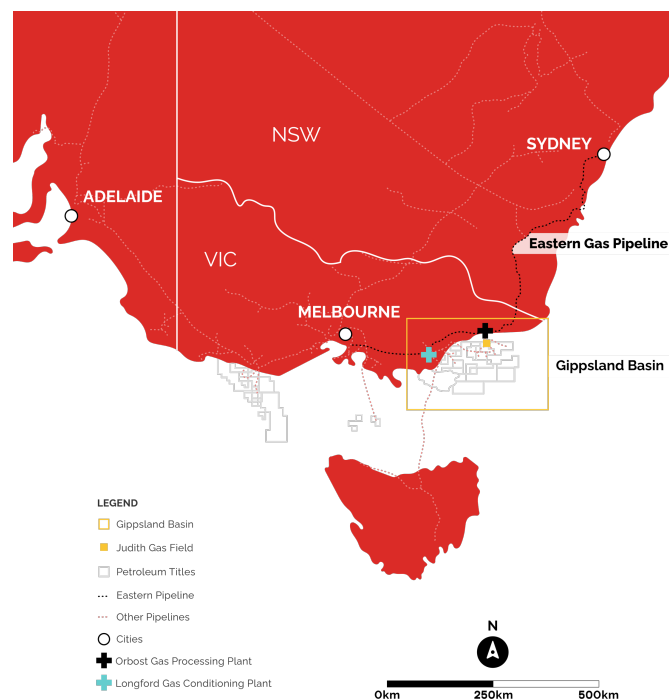 NSW
SYDNEY
ADELAIDE
Eastern Gas Pipeline
VIC
MELBOURNE
Gippsland Basin
LEGEND
Gippsland Basin
Judith Gas Field
Petroleum Titles
Eastern Pipeline
Other Pipelines
Cities
Orbost Gas Processing Plant
Longford Gas Conditioning Plant
N
0km 250km 500km